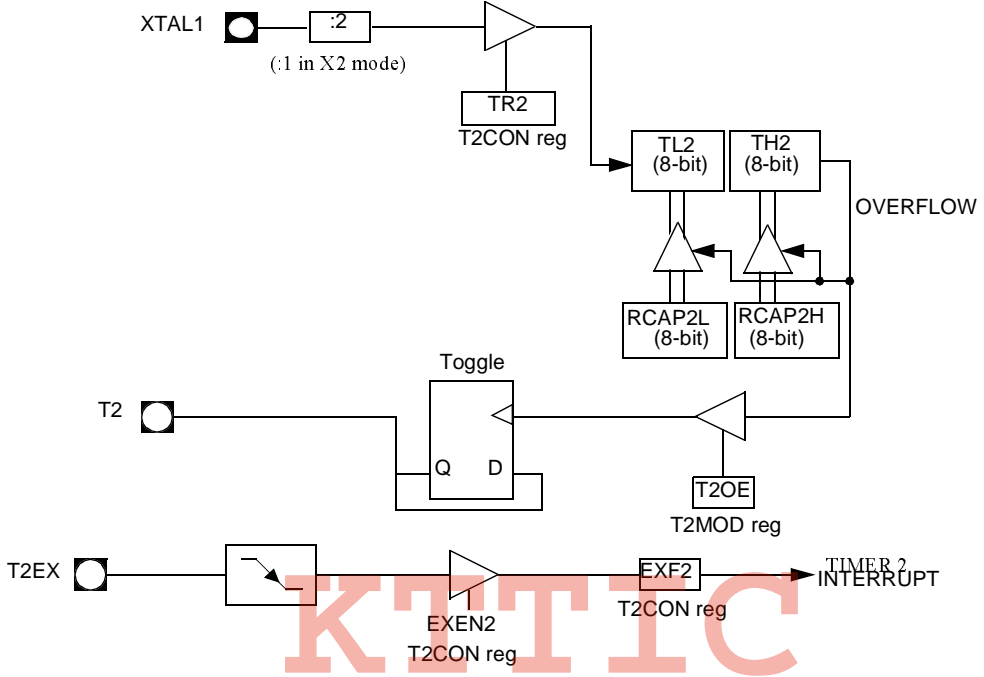 XTAL1
:2
(:1 in X2 mode)
TR2
T2CON reg
TL2
(8-bit)
TH2
(8-bit)
OVERFLOW
RCAP2L
(8-bit)
RCAP2H
(8-bit)
Toggle
T2
Q D
T2OE
T2MOD reg
T2EX
EXEN2
T2CON reg
EXF2
T2CON reg
TIMER 2
INTERRUPT
KTTIC